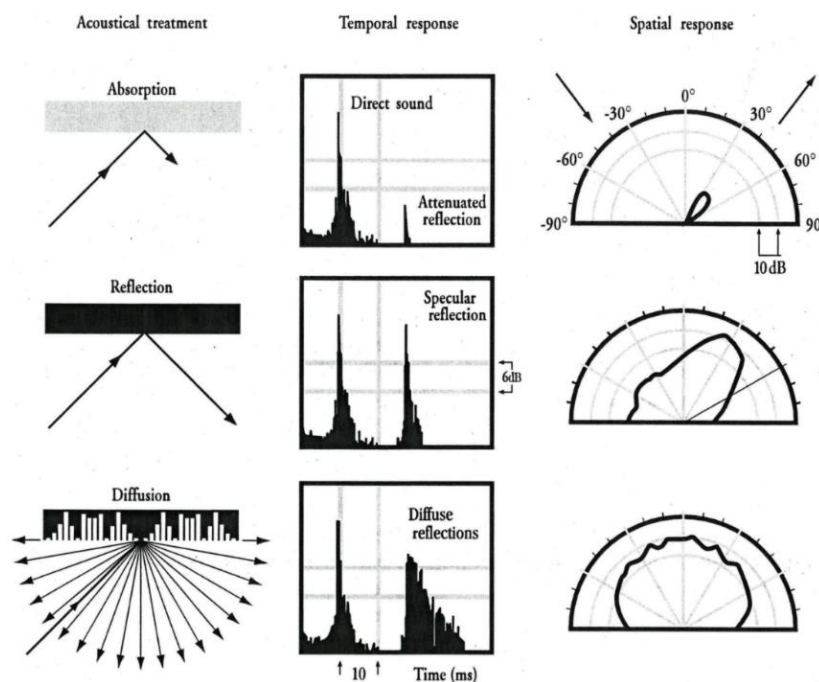 Acoustical treatment
Temporal response
Spatial response
Absorption
Direct sound
Attenuated
reflection
-90°
-60°
-30°
0°
30°
60°
90
10 dB
Reflection
Specular
reflection
6dB
Diffusion
Diffuse
reflections
10
Time (ms)